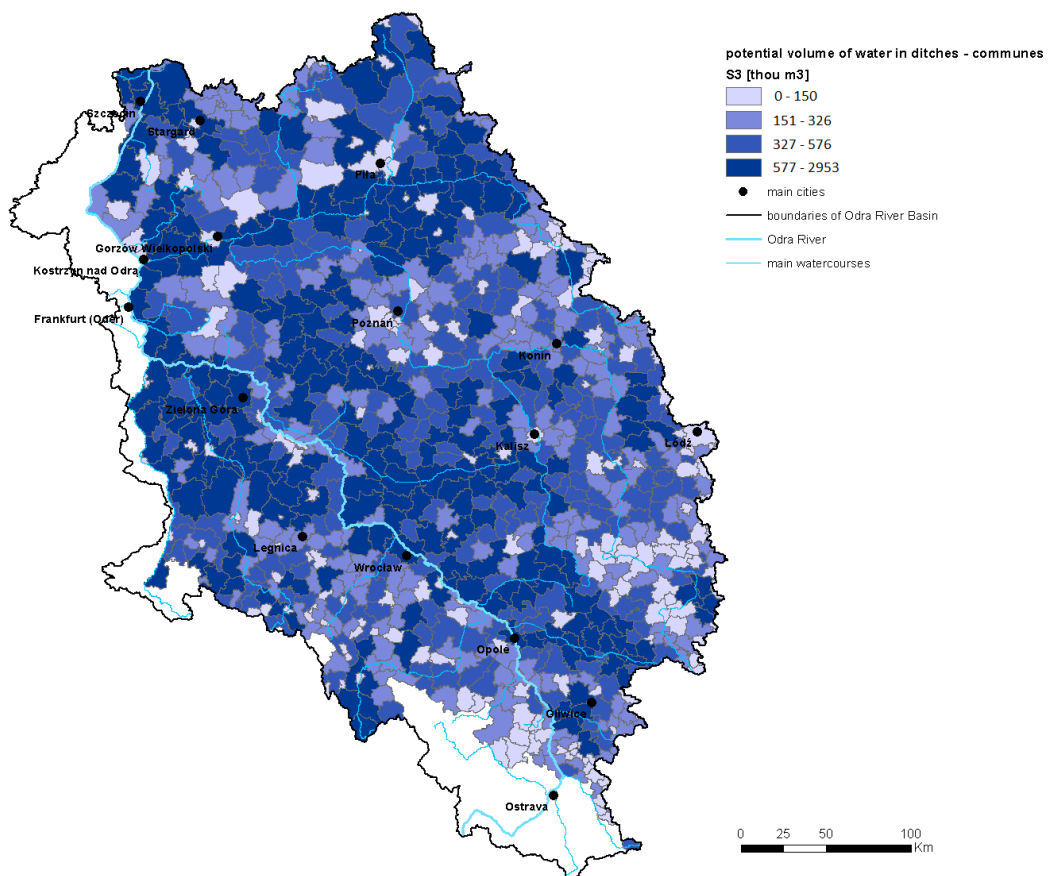 potential volume of water in ditches - communes
S3 [thou m3]
0 - 150
151 - 326
327 - 576
577 - 2953
main cities
boundaries of Odra River Basin
Odra River
main watercourses
Szczecin
Stargard
Piła
Gorzów Wielkopolski
Kostrzyn nad Odrą
Frankfurt (Oder)
Poznań
Konin
Zielona Góra
Kalisz
Łódź
Legnica
Wrocław
Opole
Gliwice
Ostrava
0 25 50 100
Km